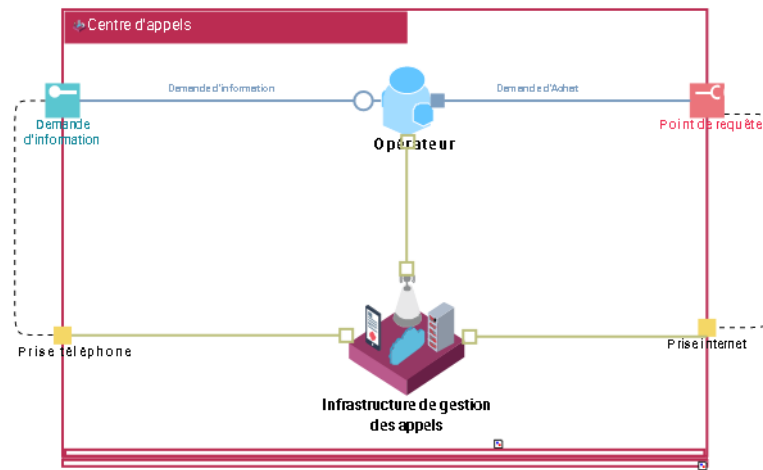 Centre d'appels
Demande d'information
Demande d'Achat
Demande
d'information
Opérateur
Point de requête
Prise téléphone
Prise internet
Infrastructure de gestion
des appels